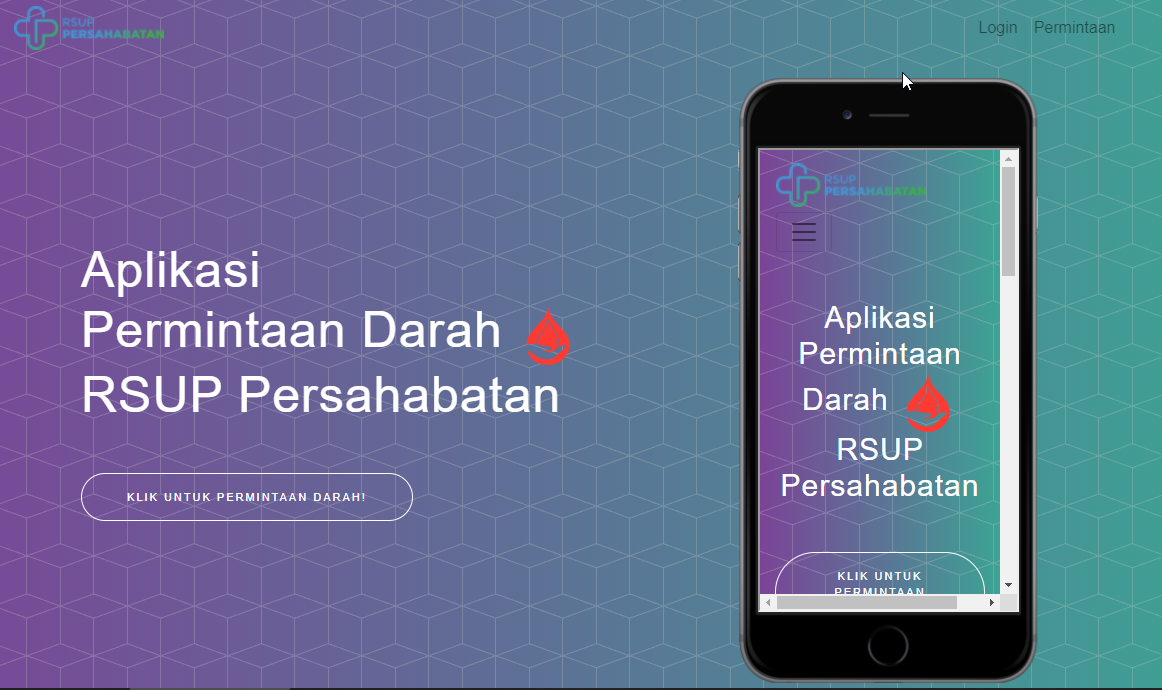 RSUP
PERSAHABATAN
Login
Permintaan
Aplikasi
Permintaan Darah
RSUP Persahabatan
KLIK UNTUK PERMINTAAN DARAH!
RSUP
PERSAHABATAN
Aplikasi
Permintaan
Darah
RSUP
Persahabatan
KLIK UNTUK
PERMINTAAN